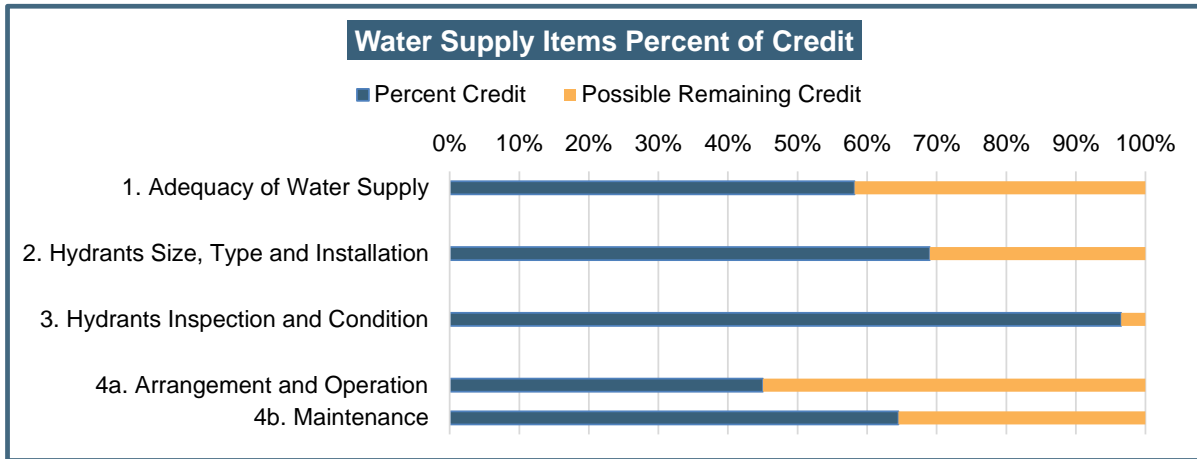 Water Supply Items Percent of Credit
Percent Credit Possible Remaining Credit
0% 10% 20% 30% 40% 50% 60% 70% 80% 90% 100%
1. Adequacy of Water Supply
2. Hydrants Size, Type and Installation
3. Hydrants Inspection and Condition
4a. Arrangement and Operation
4b. Maintenance